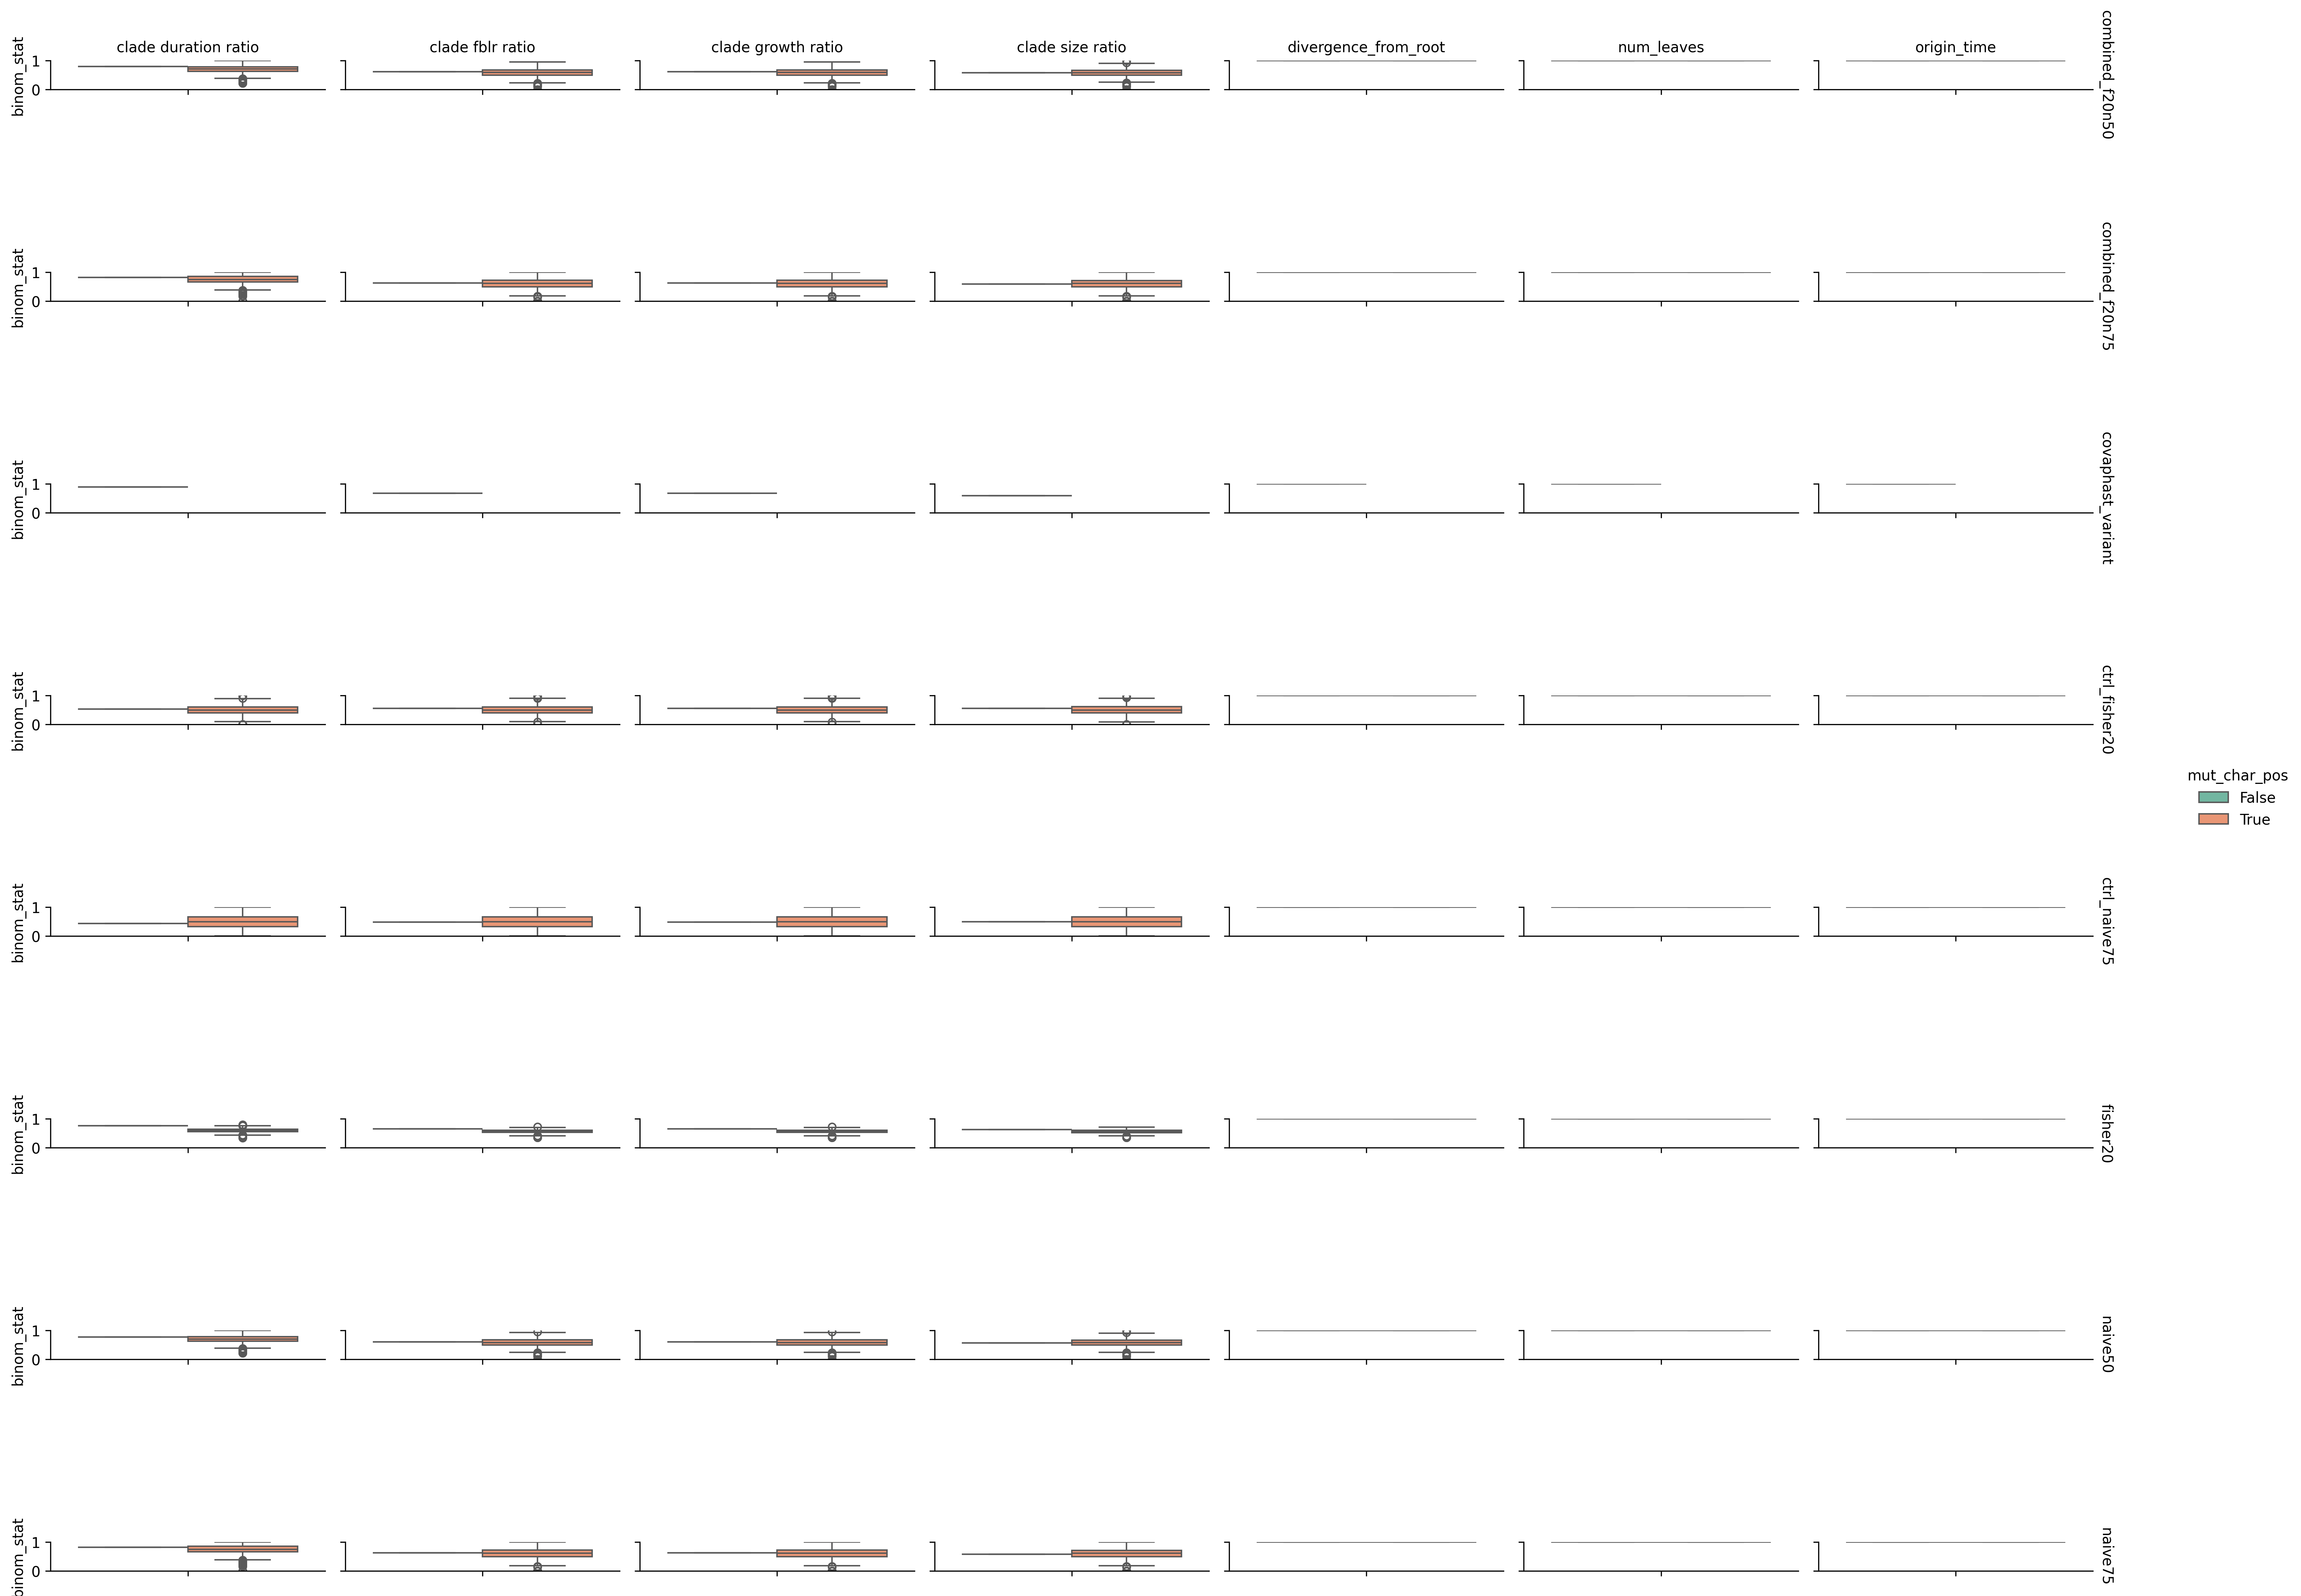 clade duration ratio
clade fblr ratio
clade growth ratio
clade size ratio
divergence_from_root
num_leaves
origin_time
binom_stat
1
0
combined_f20n50
binom_stat
1
0
combined_f20n75
binom_stat
1
0
covaphast_variant
binom_stat
1
0
ctrl_fisher20
mut_char_pos
False
True
binom_stat
1
0
ctrl_naive75
binom_stat
1
0
fisher20
binom_stat
1
0
naive50
binom_stat
1
0
naive75